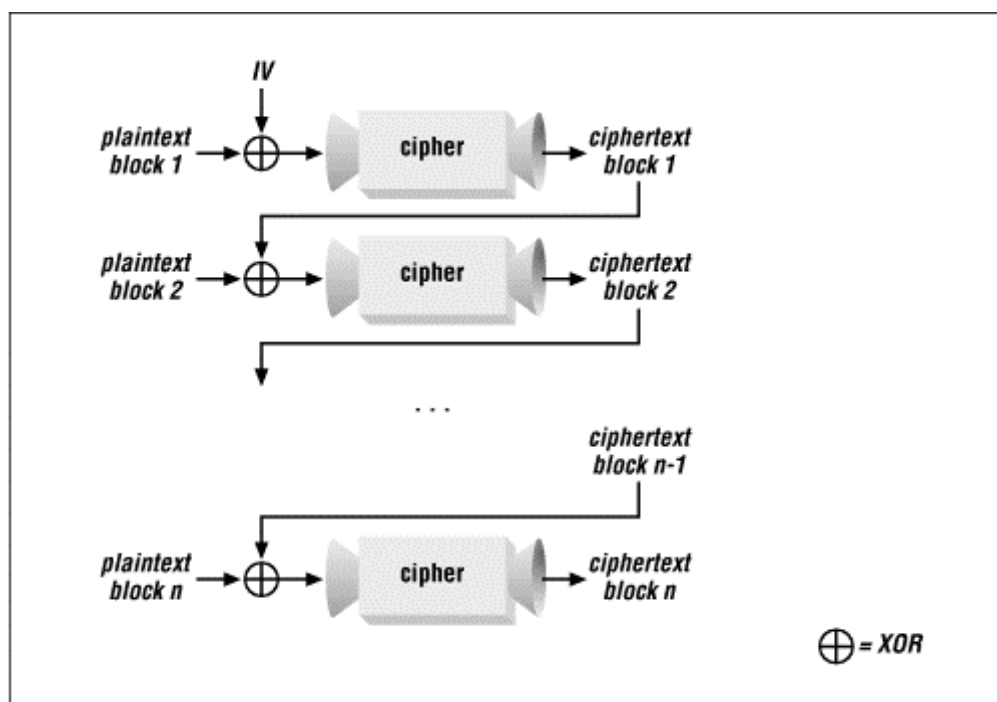 IV
plaintext
block 1
cipher
ciphertext
block 1
plaintext
block 2
cipher
ciphertext
block 2
. . .
ciphertext
block n-1
plaintext
block n
cipher
ciphertext
block n
= XOR